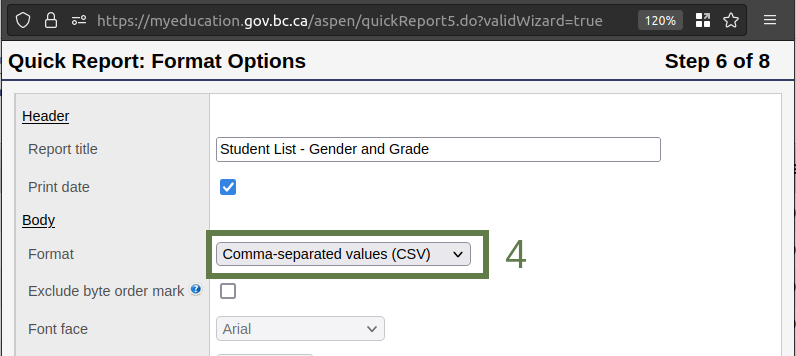 https://myeducation.gov.bc.ca/aspen/quickReport5.do?validWizard=true 120%
Quick Report: Format Options Step 6 of 8
Header
Report title Student List - Gender and Grade
Print date
Body
Format Comma-separated values (CSV) 4
Exclude byte order mark ?
Font face Arial